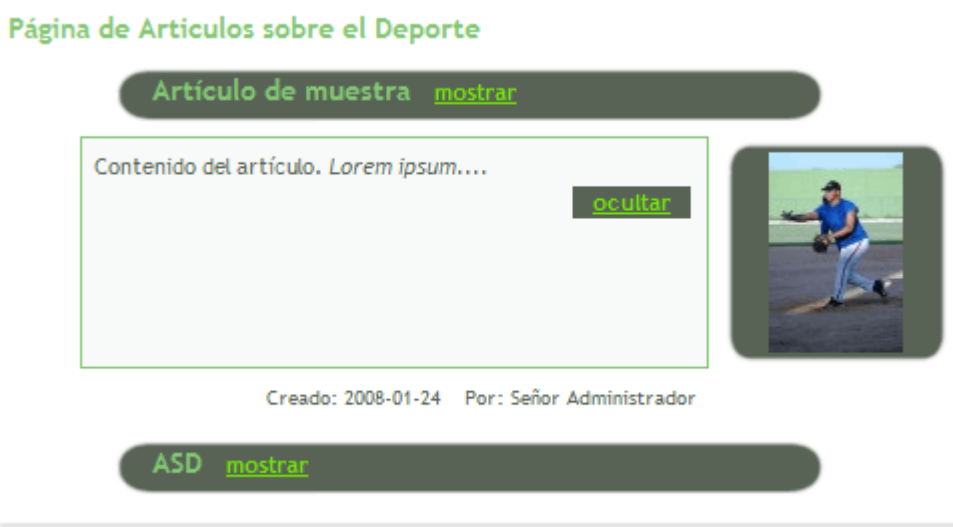 Página de Articulos sobre el Deporte
Artículo de muestra mostrar
Contenido del artículo. Lorem ipsum....
ocultar
Creado: 2008-01-24 Por: Señor Administrador
ASD mostrar